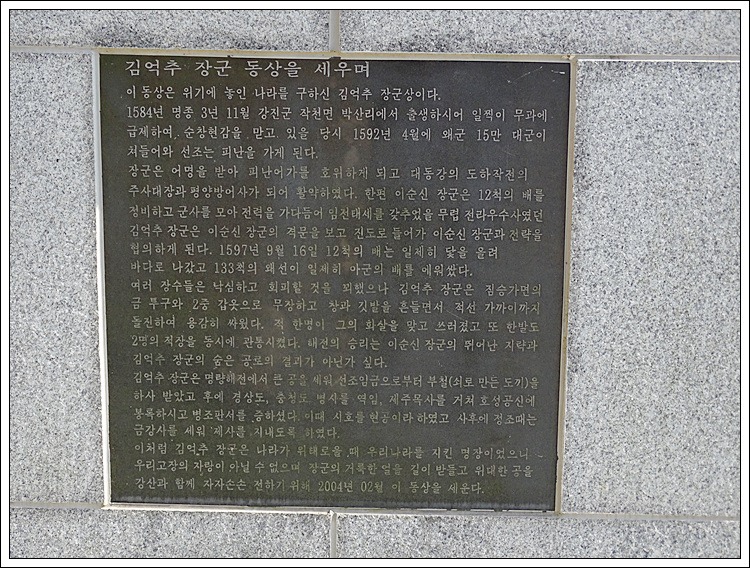 김억추 장군 동상을 세우며
이 동상은 위기에 놓인 나라를 구하신 김억추 장군상이다.
1584년 명종 3년 11월 강진군 작천면 박산리에서 출생하시어 일찍이 무과에
급제하여, 순창현감을 맡고 있을 당시 1592년 4월에 왜군 15만 대군이
쳐들어와 선조는 피난을 가게 된다.
장군은 어명을 받아 피난어가를 호위하게 되고 대동강의 도하작전의
주사대장과 평양방어사가 되어 활약하였다. 한편 이순신 장군은 12척의 배를
정비하고 군사를 모아 전력을 가다듬어 임전태세를 갖추었을 무렵 전라우수사였던
김억추 장군은 이순신 장군의 격문을 보고 진도로 들어가 이순신 장군과 전략을
협의하게 된다. 1597년 9월 16일 12척의 배는 일제히 닻을 올려
바다로 나갔고 133척의 왜선이 일제히 아군의 배를 에워쌌다.
여러 장수들은 낙심하고 회피할 것을 꾀했으나 김억추 장군은 짐승가면의
금 투구와 2중 갑옷으로 무장하고 창과 깃발을 흔들면서 적선 가까이까지
돌진하여 용감히 싸웠다. 적 한명이 그의 화살을 맞고 쓰러졌고 또 한발도
2명의 적장을 동시에 관통시켰다. 해전의 승리는 이순신 장군의 뛰어난 지략과
김억추 장군의 숨은 공로의 결과가 아닌가 싶다.
김억추 장군은 명량해전에서 큰 공을 세워 선조임금으로부터 부철(쇠로 만든 도끼)을
하사 받았고 후에 경상도, 충청도 병사를 역임, 제주목사를 거쳐 효성공신에
봉록하시고 병조판서를 증하셨다. 이때 시호를 현공이라 하였고 사후에 정조때는
금강사를 세워 제사를 지내도록 하였다.
이처럼 김억추 장군은 나라가 위태로울 때 우리나라를 지킨 명장이었으니
우리고장의 자랑이 아닐 수 없으며 장군의 거룩한 얼을 길이 받들고 위대한 공을
강산과 함께 자자손손 전하기 위해 2004년 02월 이 동상을 세운다.